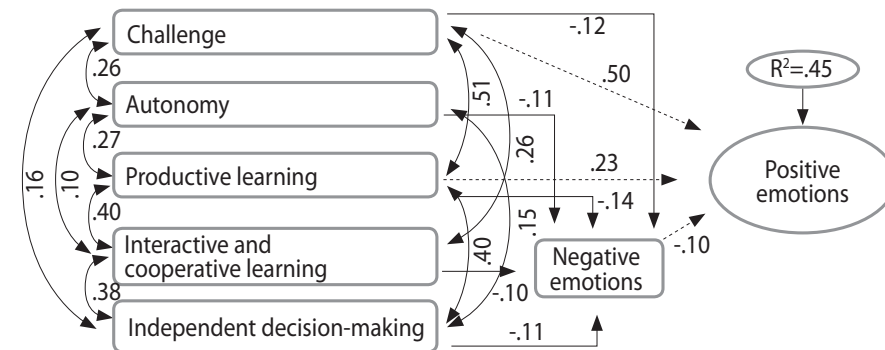 Challenge
-.12
.26
.50
R²=.45
.51
Autonomy
-.11
.27
.26
Positive
emotions
.16
.10
Productive learning
.23
-.14
.40
.15
Interactive and
cooperative learning
.40
Negative
emotions
-.10
-.10
.38
Independent decision-making
-.11